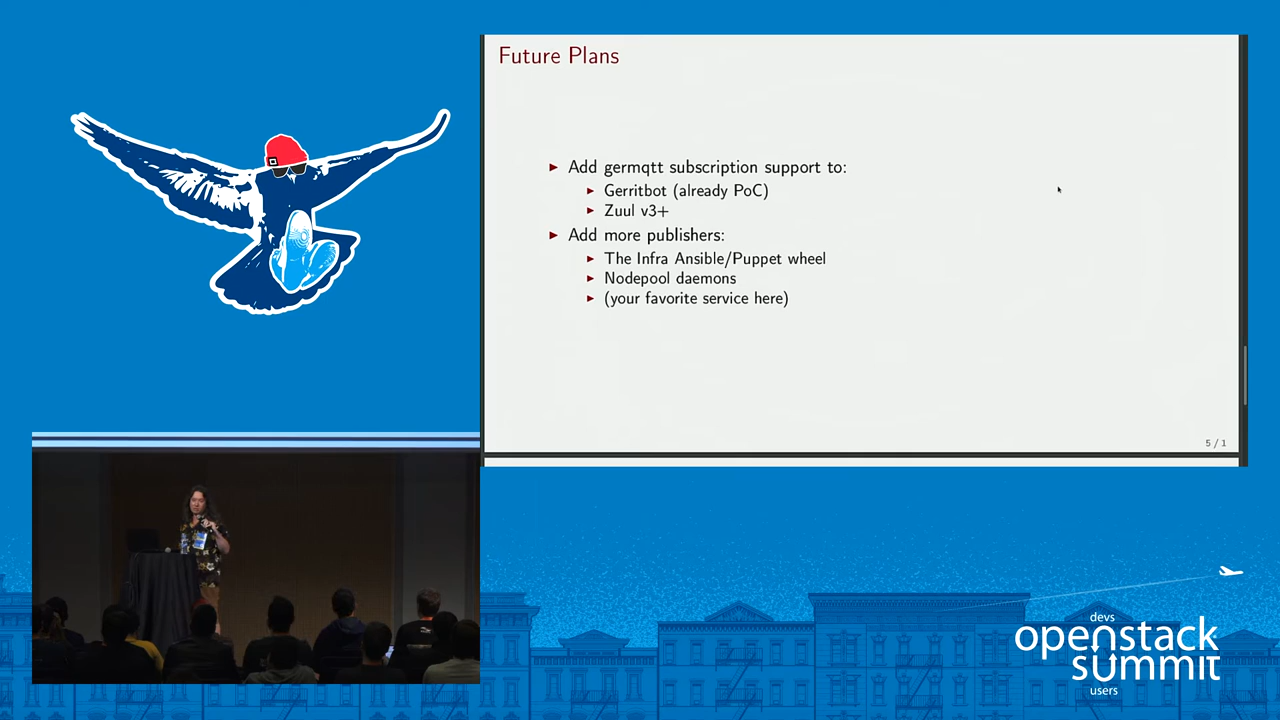 Future Plans
Add germqtt subscription support to:
Gerritbot (already PoC)
Zuul v3+
Add more publishers:
The Infra Ansible/Puppet wheel
Nodepool daemons
(your favorite service here)
5 / 1
devs
openstack
summit
users